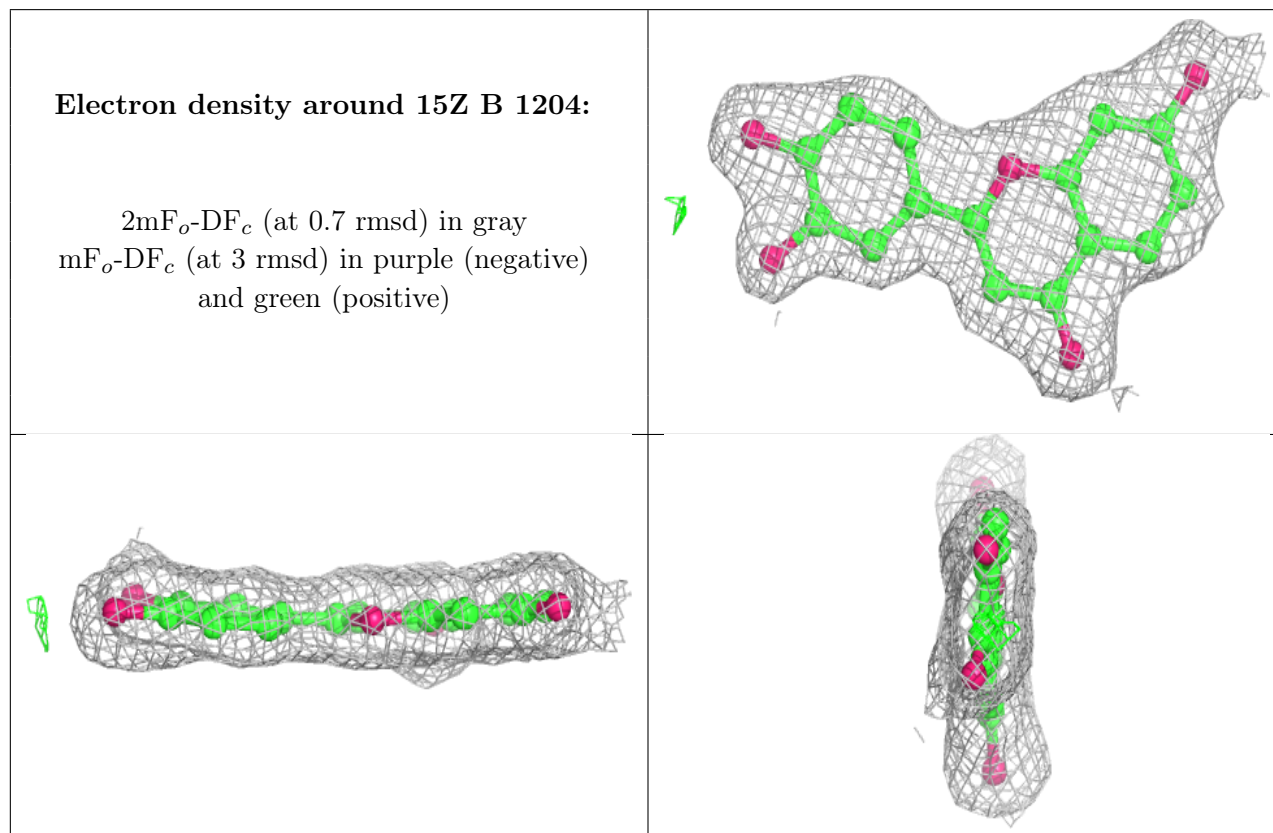 Electron density around 15Z B 1204:
2mFo-DFc (at 0.7 rmsd) in gray
mFo-DFc (at 3 rmsd) in purple (negative)
and green (positive)